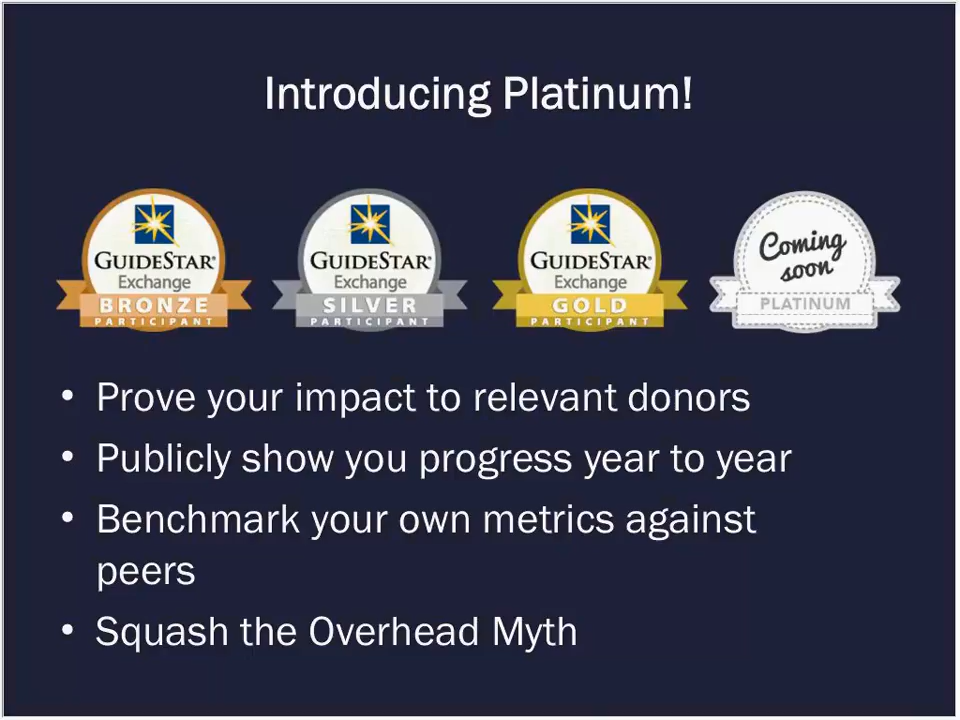 Introducing Platinum!
GUIDESTAR®
Exchange
BRONZE
PARTICIPANT
GUIDESTAR®
Exchange
SILVER
PARTICIPANT
GUIDESTAR®
Exchange
GOLD
PARTICIPANT
Coming
soon
PLATINUM
• Prove your impact to relevant donors
• Publicly show you progress year to year
• Benchmark your own metrics against
peers
• Squash the Overhead Myth